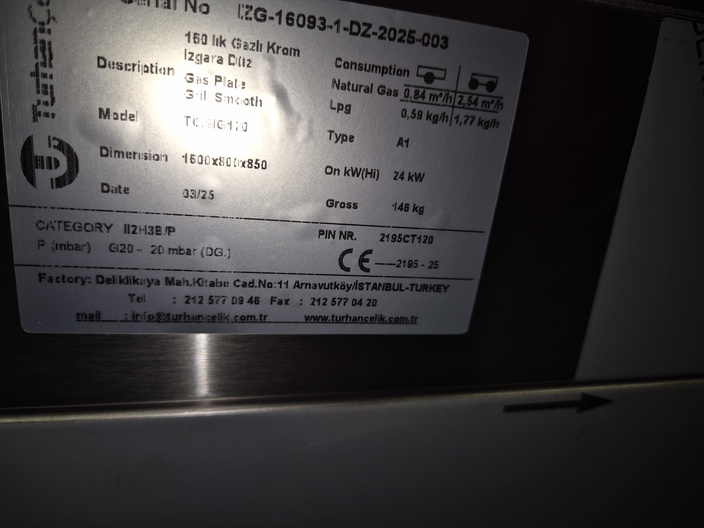 Serial No IZG-16093-1-DZ-2025-003
Description 160 lık Gazlı Krom
Izgara Düz
Gas Plate
Grill Smooth
Model
Dimension 1600x800x850
Date 03/25
Consumption
Natural Gas 0,84 m³/h 2,54 m³/h
Lpg 0,59 kg/h 1,77 kg/h
Type A1
On kW(Hi) 24 kW
Gross 146 kg
CATEGORY II2H3B/P PIN NR. 2195CT120
P (mbar) G20 - 20 mbar (DG.) CE 2195 - 25
Factory: Deliklikaya Mah.Kitabe Cad.No:11 Arnavutköy/İSTANBUL-TURKEY
Tel : 212 577 09 46 Fax : 212 577 04 20
mail : info@turhancelik.com.tr www.turhancelik.com.tr